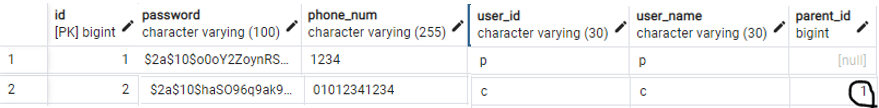 id password phone_num user_id user_name parent_id
[PK] bigint character varying (100) character varying (255) character varying (30) character varying (30) bigint
1 1 $2a$10$o0oY2ZoynRS... 1234 p p [null]
2 2 $2a$10$haSO96q9ak9... 01012341234 c c 1